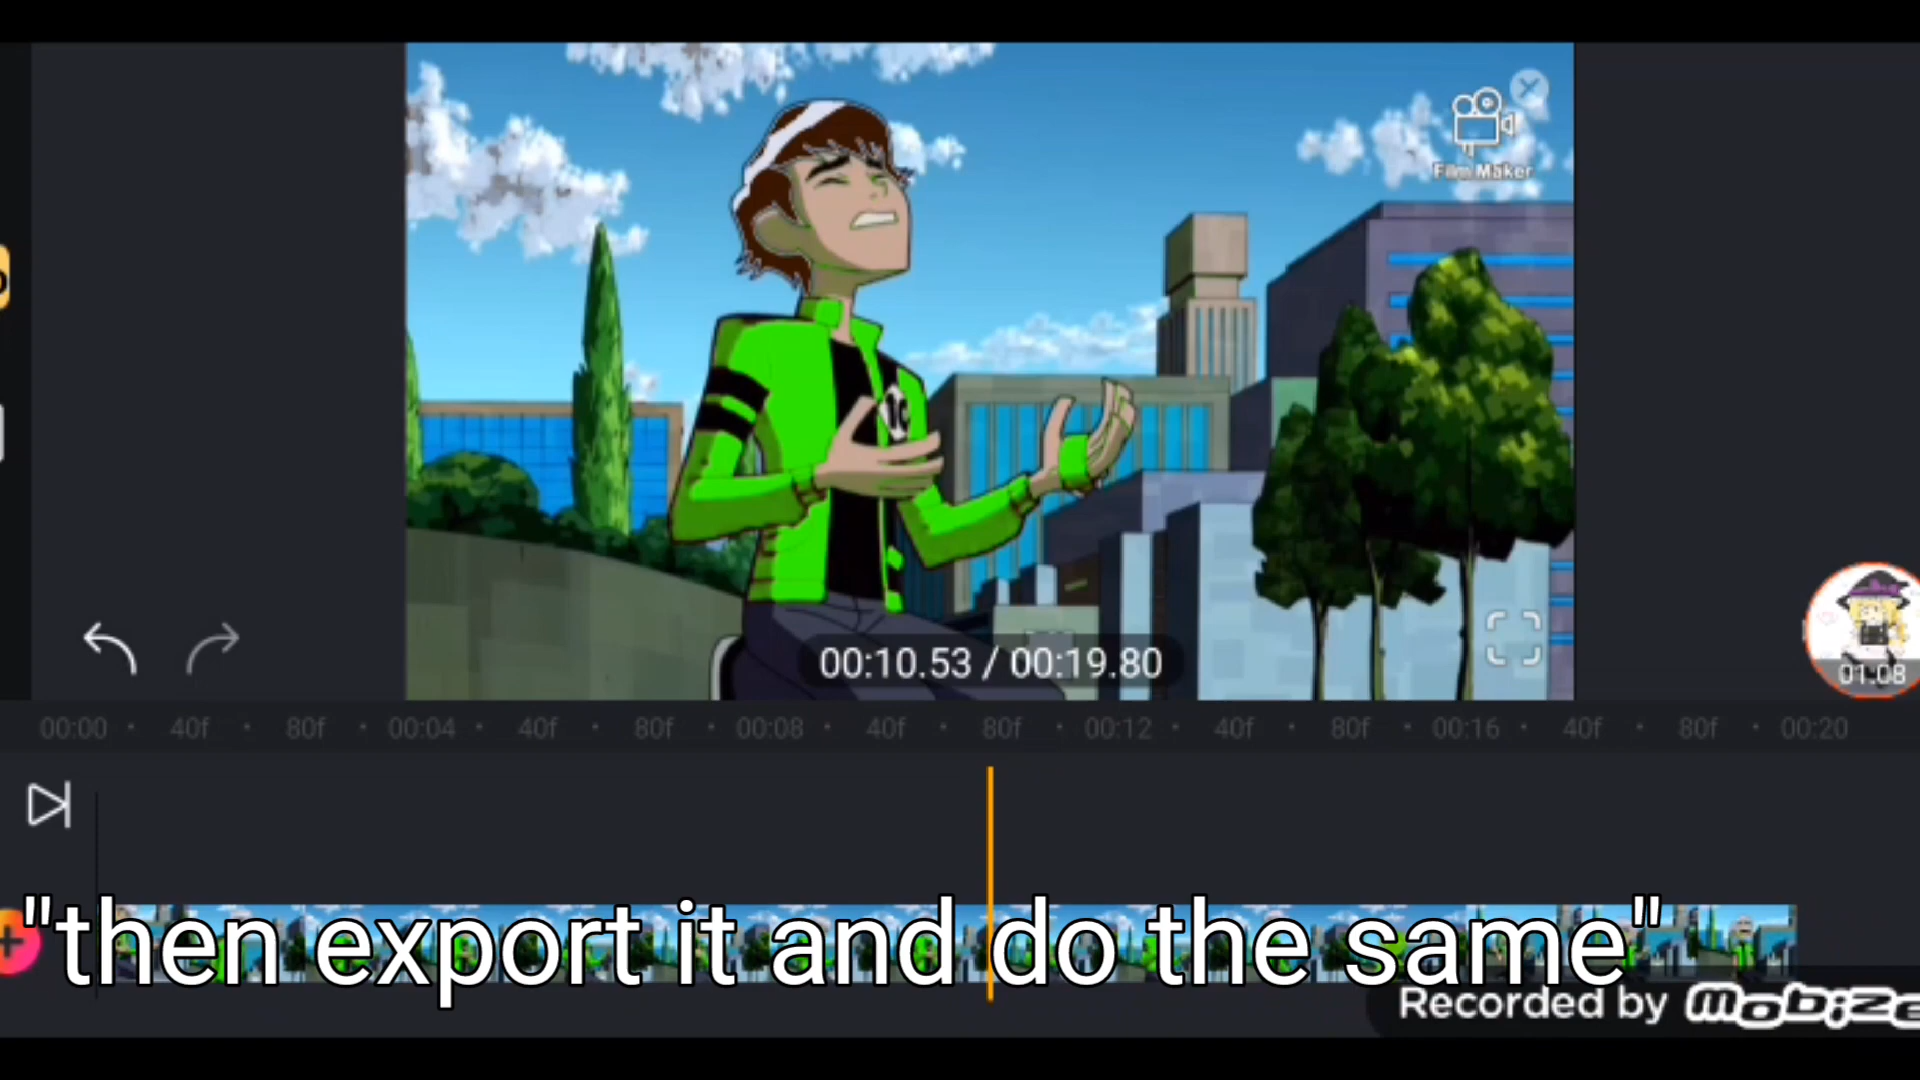 Film Maker
10
00:10.53 / 00:19.80
01:08
00:00 · 40f · 80f · 00:04 · 40f · 80f · 00:08 · 40f · 80f · 00:12 · 40f · 80f · 00:16 · 40f · 80f · 00:20
"then export it and do the same"
Recorded by mobize